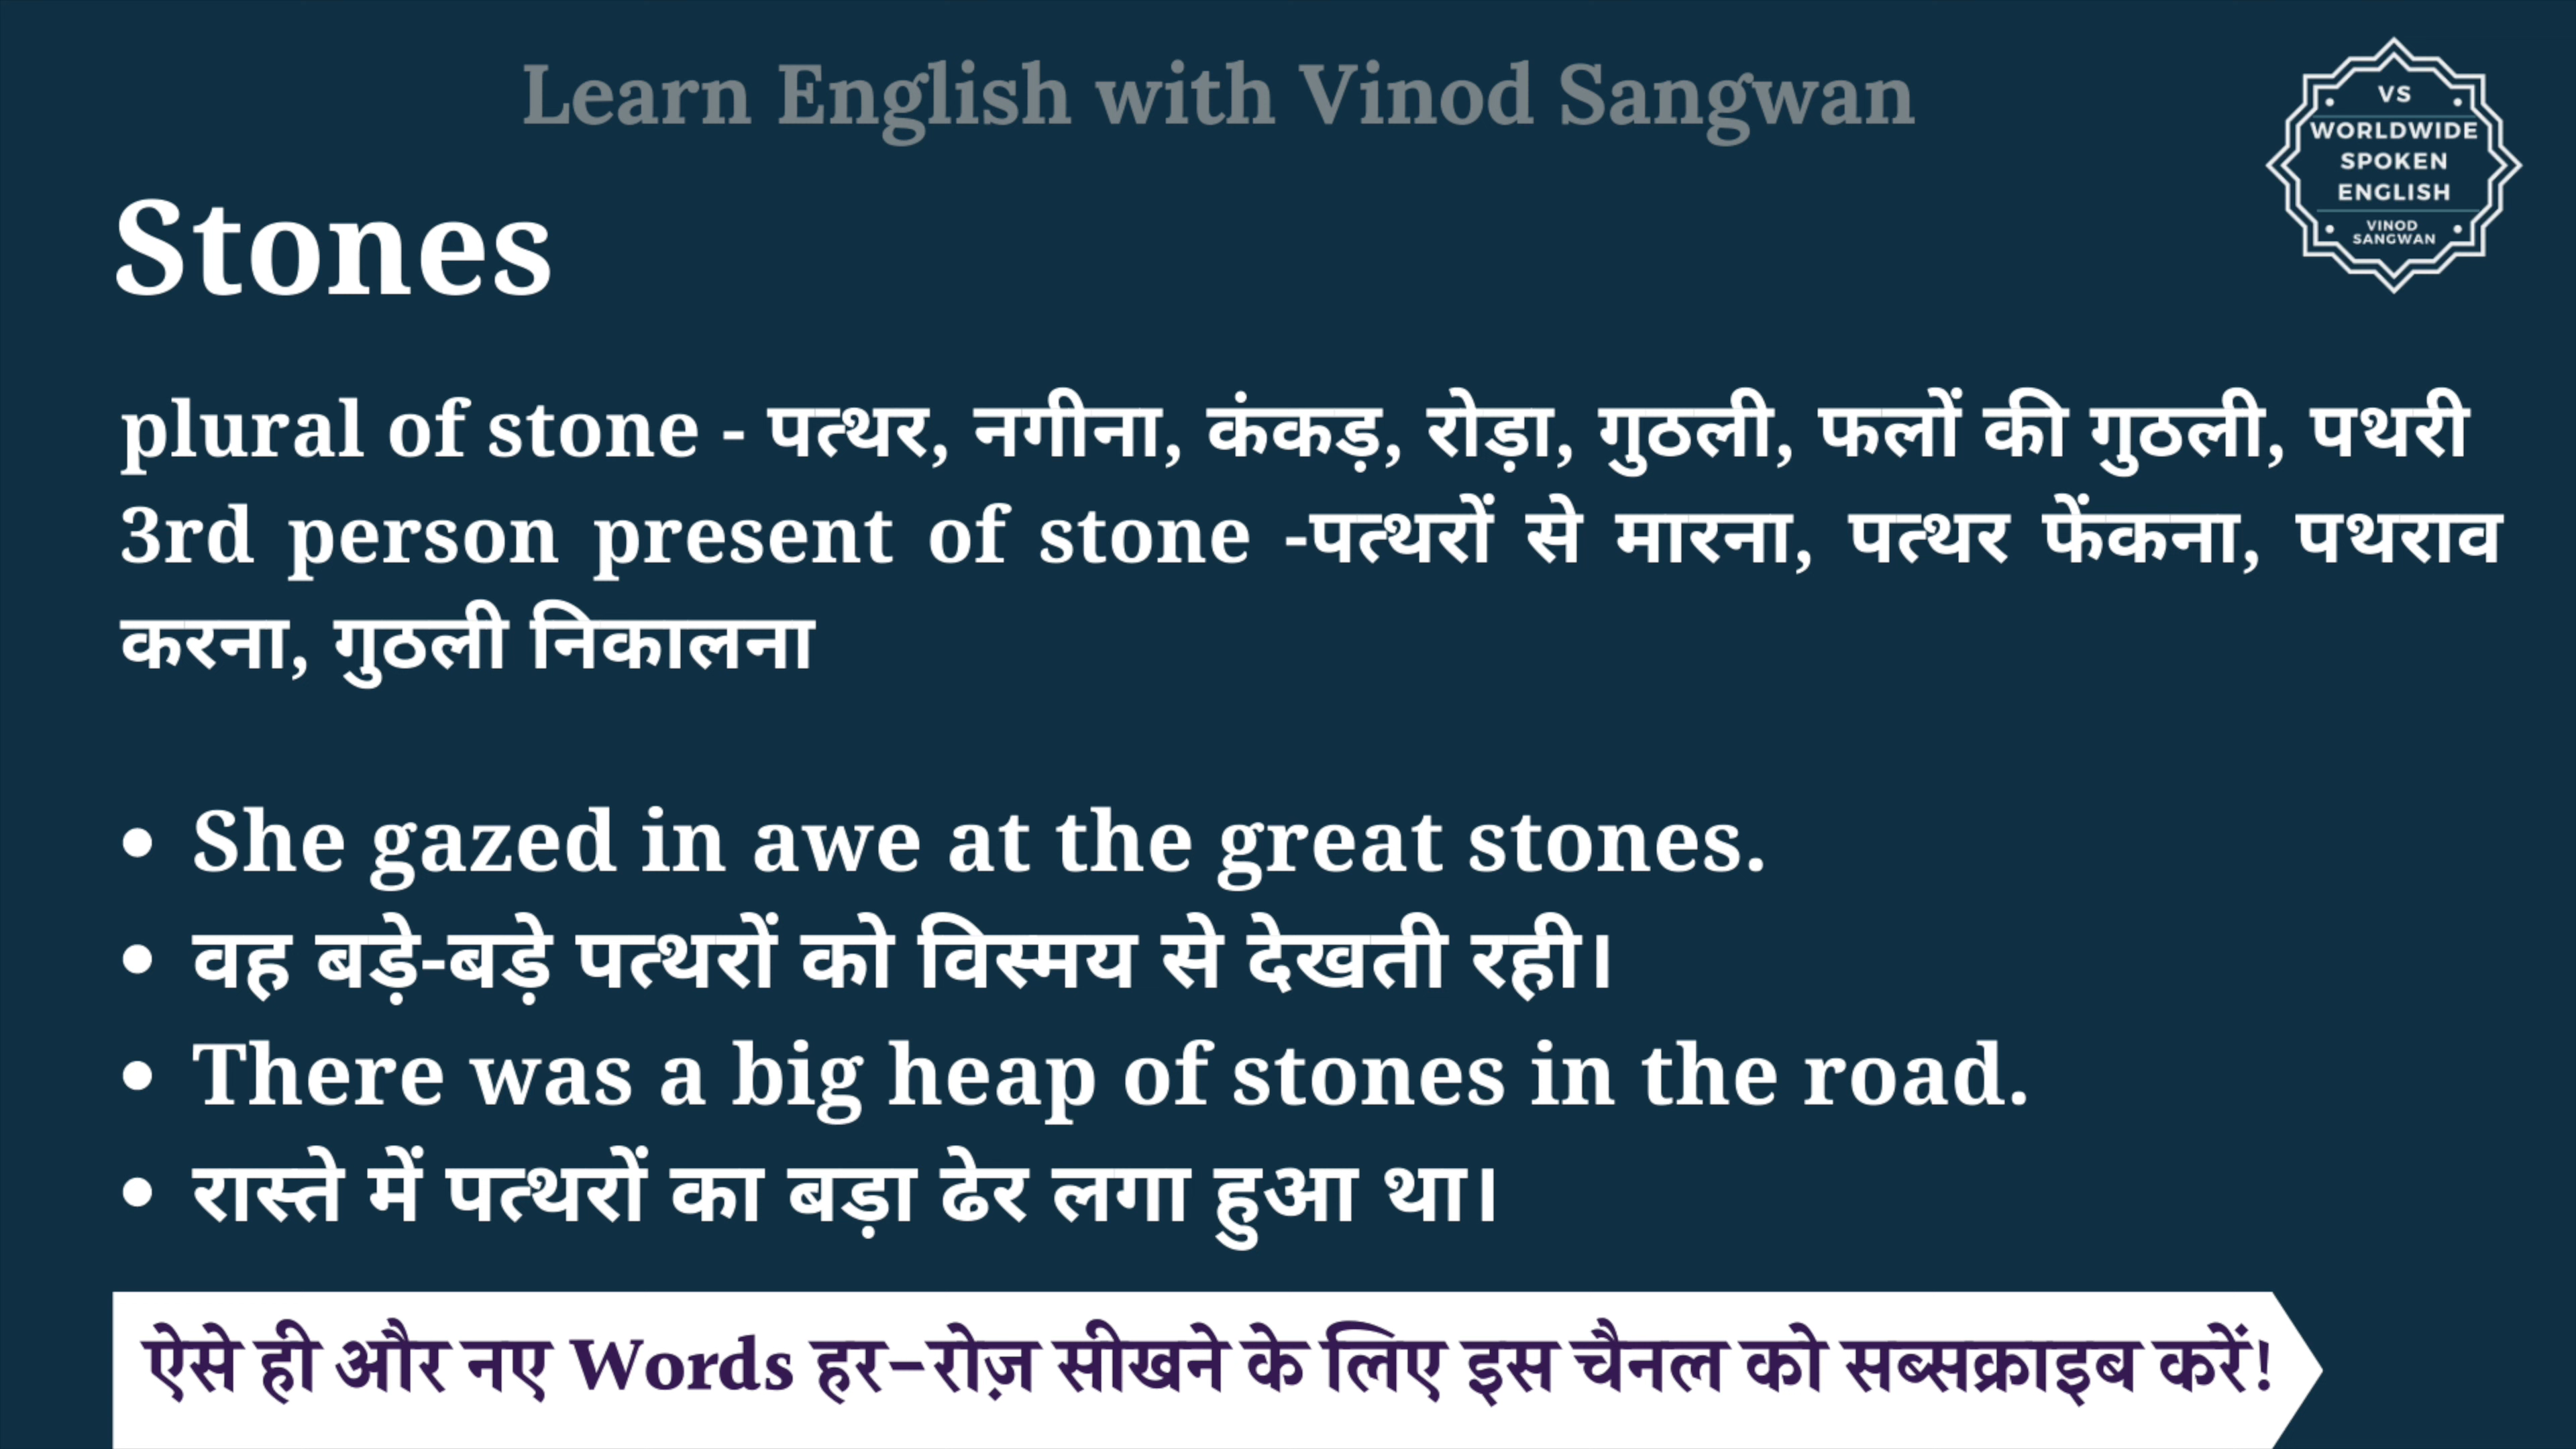 Learn English with Vinod Sangwan
VS
WORLDWIDE
SPOKEN
ENGLISH
VINOD
SANGWAN
Stones
plural of stone - पत्थर, नगीना, कंकड़, रोड़ा, गुठली, फलों की गुठली, पथरी
3rd person present of stone -पत्थरों से मारना, पत्थर फेंकना, पथराव
करना, गुठली निकालना
• She gazed in awe at the great stones.
• वह बड़े-बड़े पत्थरों को विस्मय से देखती रही।
• There was a big heap of stones in the road.
• रास्ते में पत्थरों का बड़ा ढेर लगा हुआ था।
ऐसे ही और नए Words हर-रोज़ सीखने के लिए इस चैनल को सब्सक्राइब करें!